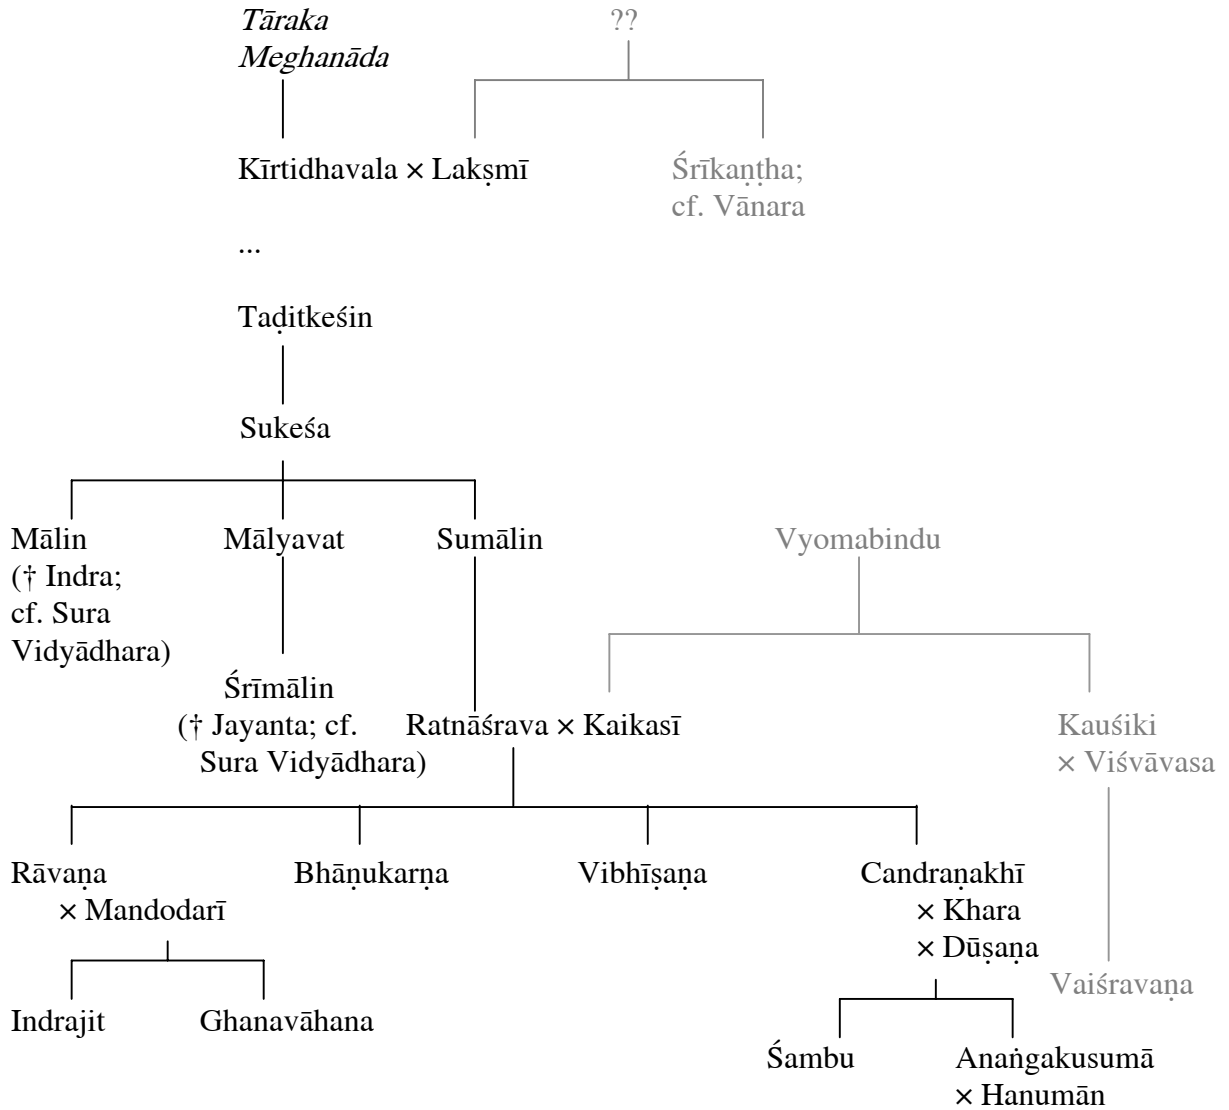 Tāraka
Meghanāda
??
Kīrtidhavala × Lakṣmī
Śrīkaṇṭha;
cf. Vānara
...
Taḍitkeśin
Sukeśa
Mālin
(† Indra;
cf. Sura
Vidyādhara)
Mālyavat
Sumālin
Vyomabindu
Śrīmālin
(† Jayanta; cf.
Sura Vidyādhara)
Ratnāśrava × Kaikasī
Kauśiki
× Viśvāvasa
Rāvaṇa
× Mandodarī
Bhāṇukarṇa
Vibhīṣaṇa
Candraṇakhī
× Khara
× Dūṣaṇa
Vaiśravaṇa
Indrajit
Ghanavāhana
Śambu
Anaṅgakusumā
× Hanumān